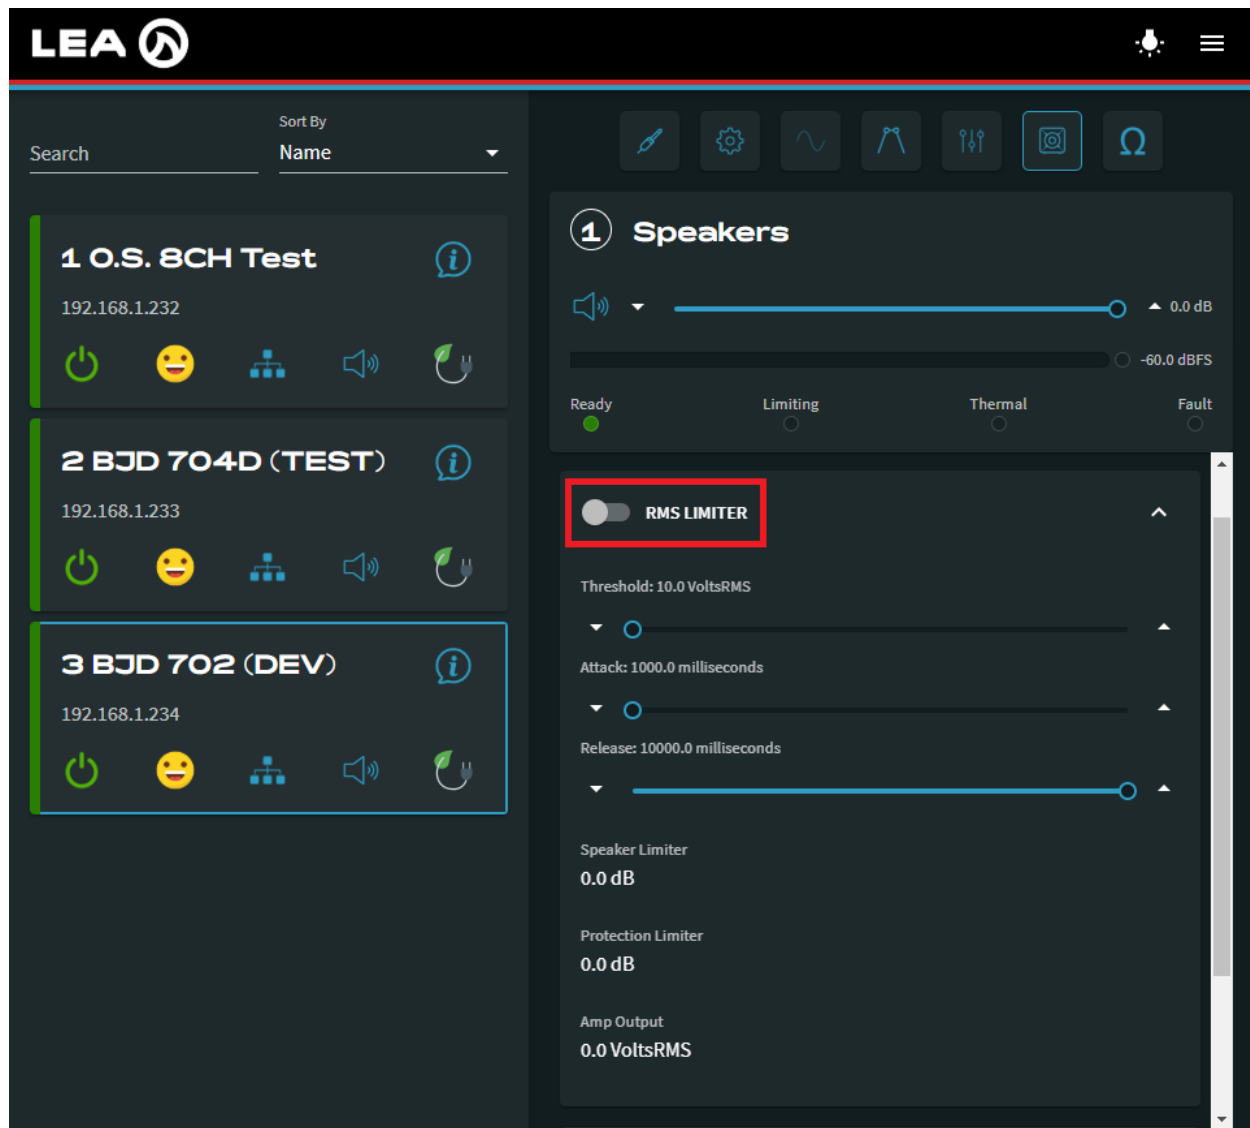 LEA
Search
Sort By
Name
1 O.S. 8CH Test
192.168.1.232
2 BJD 704D (TEST)
192.168.1.233
3 BJD 702 (DEV)
192.168.1.234
Ω
1 Speakers
0.0 dB
-60.0 dBFS
Ready Limiting Thermal Fault
RMS LIMITER
Threshold: 10.0 VoltsRMS
Attack: 1000.0 milliseconds
Release: 10000.0 milliseconds
Speaker Limiter
0.0 dB
Protection Limiter
0.0 dB
Amp Output
0.0 VoltsRMS